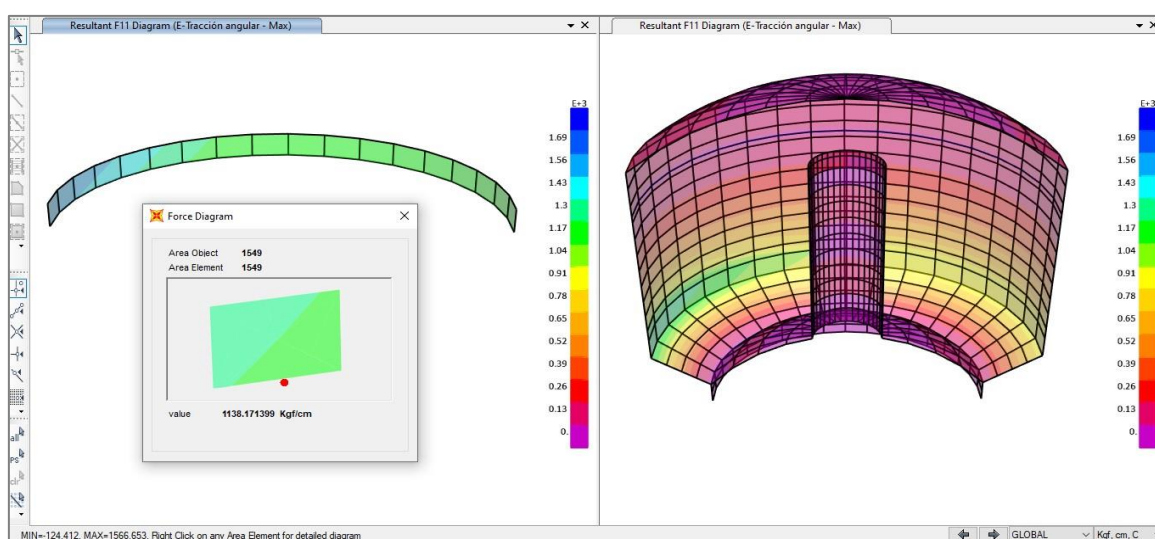 Resultant F11 Diagram (E-Tracción angular - Max)
Resultant F11 Diagram (E-Tracción angular - Max)
Force Diagram
Area Object 1549
Area Element 1549
value 1138.171399 Kgf/cm
E+3
1.69
1.56
1.43
1.3
1.17
1.04
0.91
0.78
0.65
0.52
0.39
0.26
0.13
0.
E+3
1.69
1.56
1.43
1.3
1.17
1.04
0.91
0.78
0.65
0.52
0.39
0.26
0.13
0.
all
PS
clr
MIN=-124.412, MAX=1566.653, Right Click on any Area Element for detailed diagram
GLOBAL
Kgf, cm, C